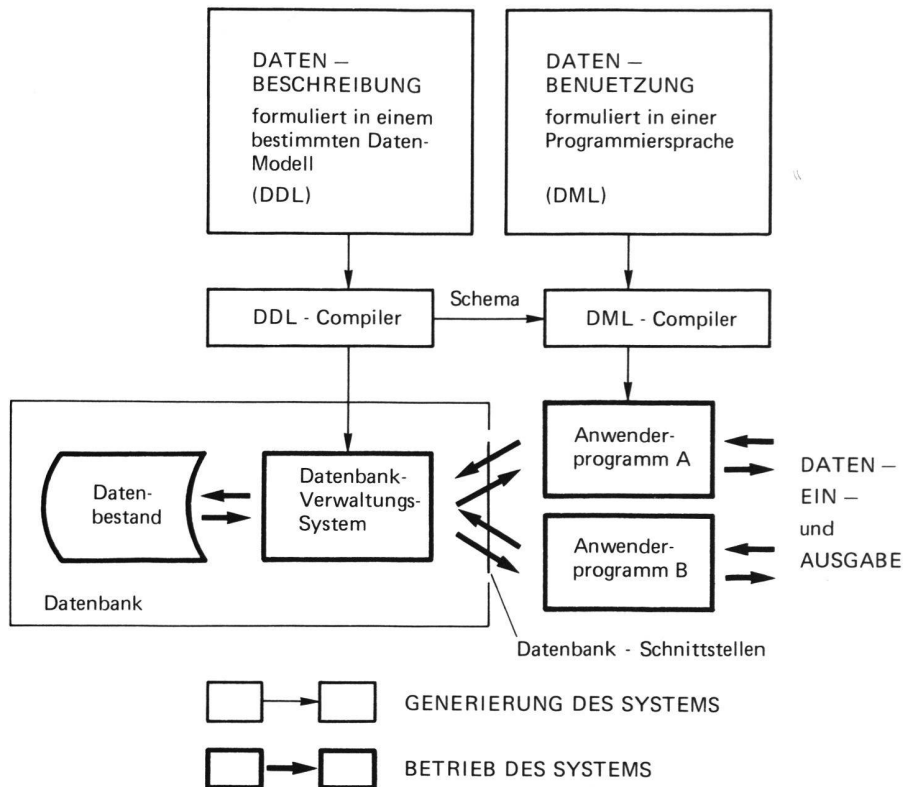 DATEN –
BESCHREIBUNG
formuliert in einem
bestimmten Daten-
Modell
(DDL)
DATEN –
BENUETZUNG
formuliert in einer
Programmiersprache
(DML)
DDL - Compiler
Schema
DML - Compiler
Daten-
bestand
Datenbank-
Verwaltungs-
System
Anwender-
programm A
Anwender-
programm B
DATEN –
EIN –
und
AUSGABE
Datenbank
Datenbank - Schnittstellen
GENERIERUNG DES SYSTEMS
BETRIEB DES SYSTEMS